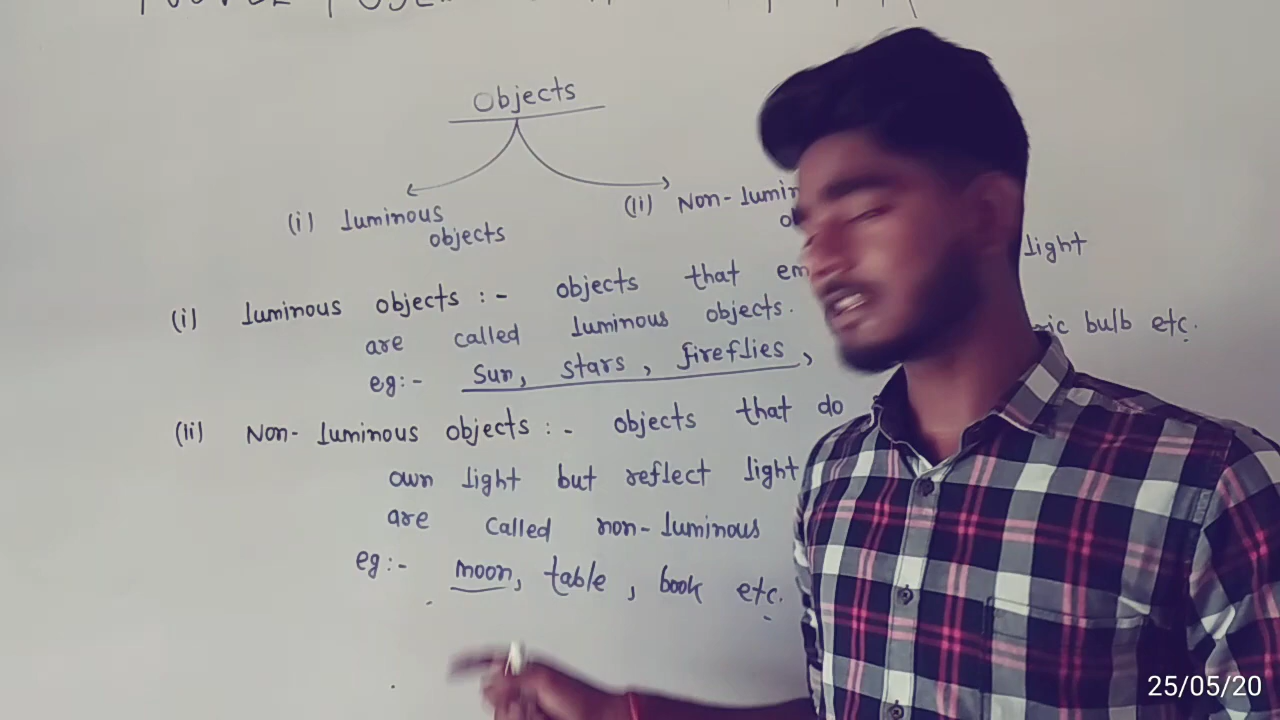 Objects
(i) luminous
objects
(ii) Non-lumin
(i) luminous objects :- objects that em light
are called luminous objects.
eg:- Sun, stars, fireflies, bulb etc.
(ii) Non-luminous objects :- objects that do
own light but reflect light
are called non-luminous
eg:- moon, table, book etc.
25/05/20